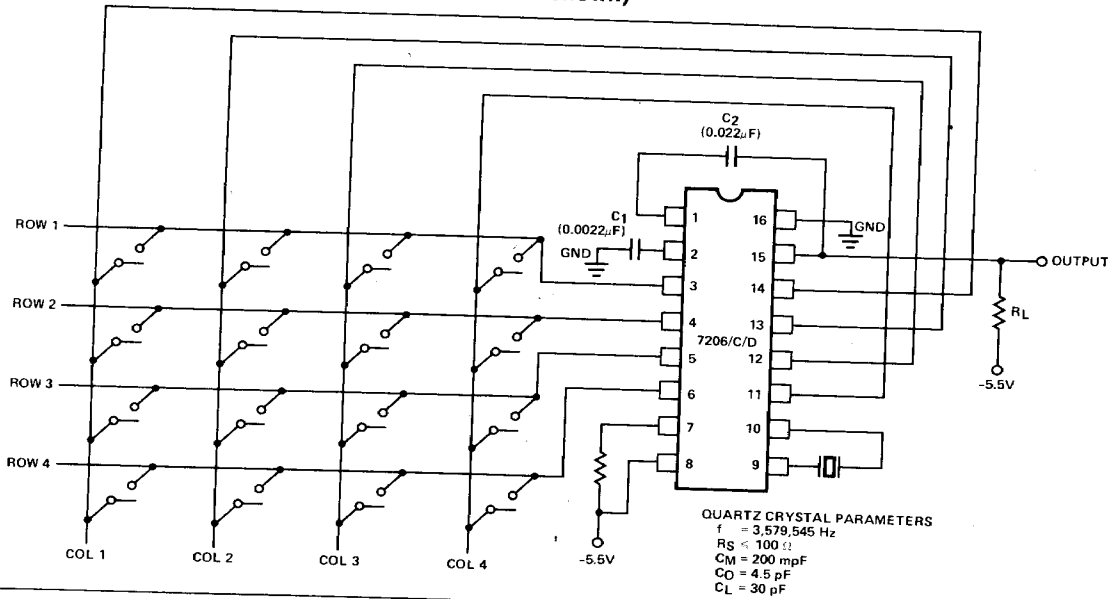 C2
(0.022µF)
ROW 1
C1
(0.0022µF)
GND
1
16
GND
2
15
OUTPUT
3
14
RL
ROW 2
4
13
7206/C/D
5
12
-5.5V
ROW 3
6
11
7
10
ROW 4
8
9
QUARTZ CRYSTAL PARAMETERS
f = 3,579,545 Hz
RS ≤ 100 Ω
CM = 200 mpF
CO = 4.5 pF
CL = 30 pF
-5.5V
COL 1
COL 2
COL 3
COL 4